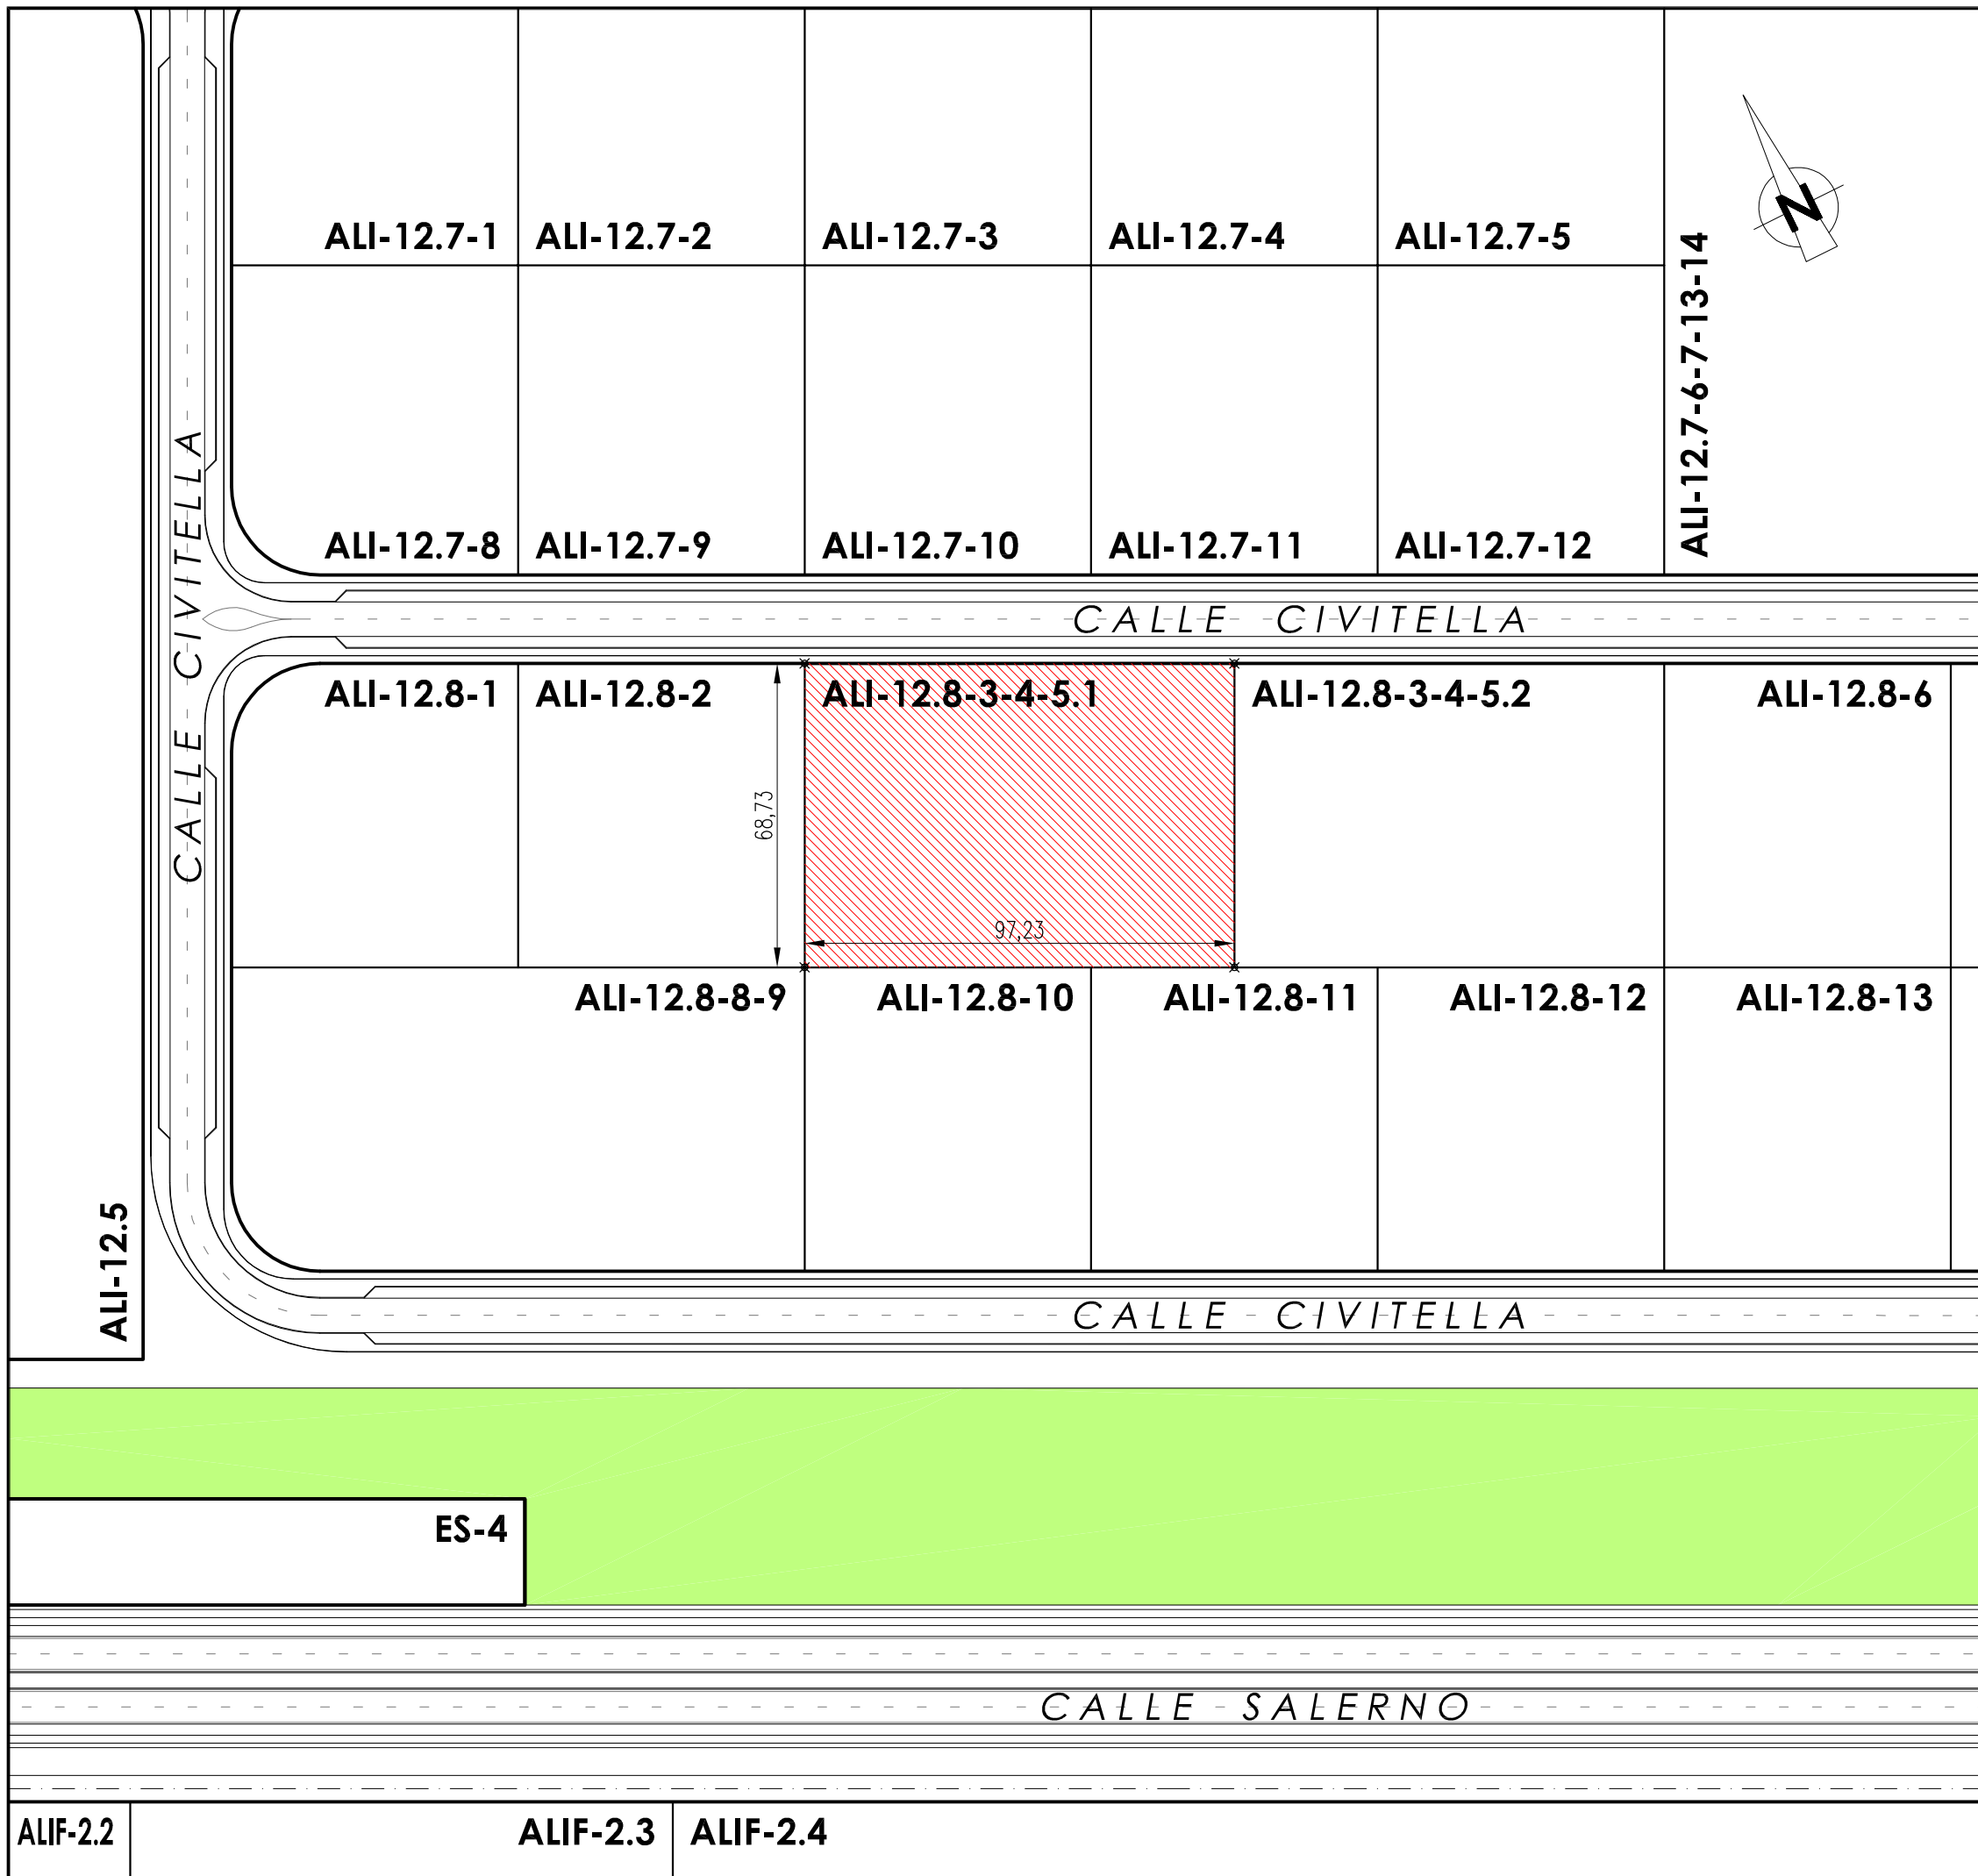 ALI-12.7-1
ALI-12.7-2
ALI-12.7-3
ALI-12.7-4
ALI-12.7-5
N
ALI-12.7-6-7-13-14
CALLE CIVITELLA
ALI-12.7-8
ALI-12.7-9
ALI-12.7-10
ALI-12.7-11
ALI-12.7-12
CALLE CIVITELLA
ALI-12.8-1
ALI-12.8-2
ALI-12.8-3-4-5.1
ALI-12.8-3-4-5.2
ALI-12.8-6
68,73
97,23
ALI-12.8-8-9
ALI-12.8-10
ALI-12.8-11
ALI-12.8-12
ALI-12.8-13
ALI-12.5
CALLE CIVITELLA
ES-4
CALLE SALERNO
ALIF-2.2
ALIF-2.3
ALIF-2.4